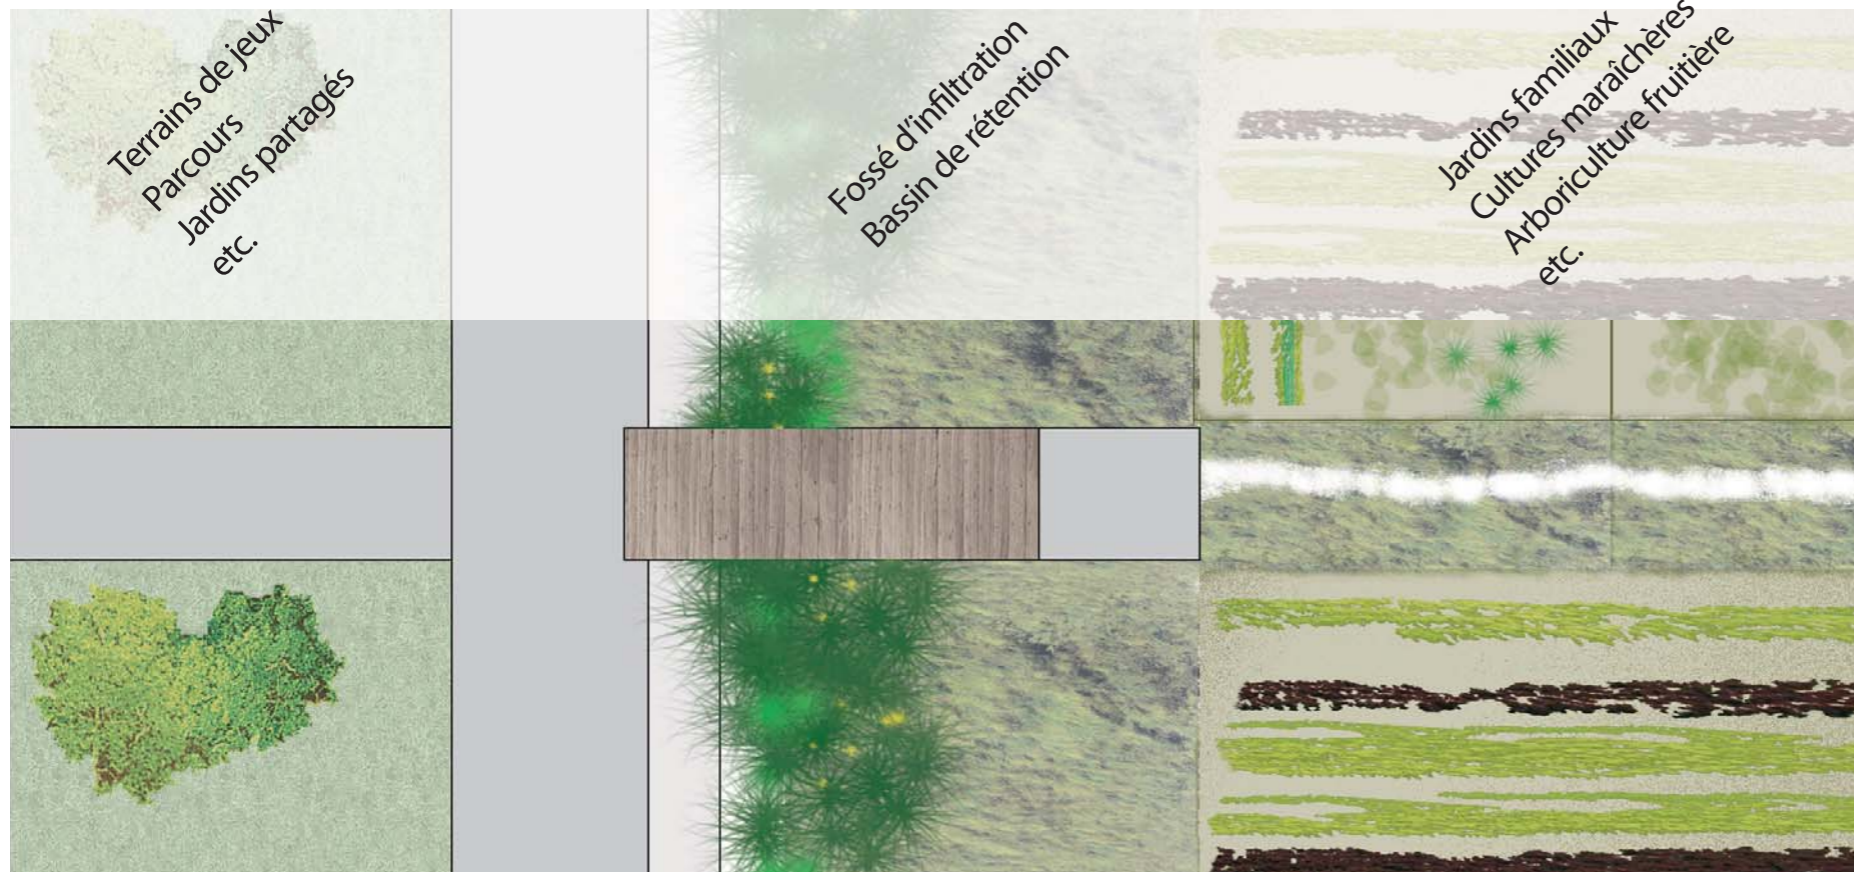 Terrains de jeux
Parcours
Jardins partagés
etc.
Fossé d'infiltration
Bassin de rétention
Jardins familiaux
Cultures maraîchères
Arboriculture fruitière
etc.